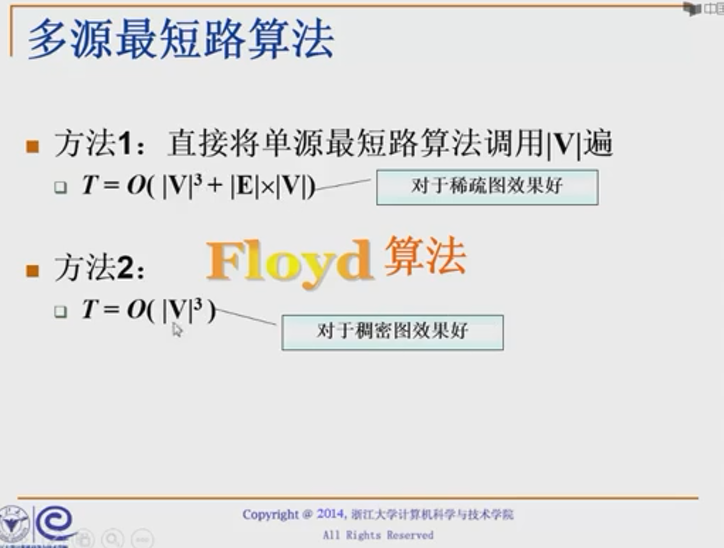 中国
多源最短路算法
方法1：直接将单源最短路算法调用|V|遍
T = O( |V|³ + |E|×|V|)
对于稀疏图效果好
方法2：
Floyd 算法
T = O( |V|³ )
对于稠密图效果好
Copyright @ 2014, 浙江大学计算机科学与技术学院
All Rights Reserved